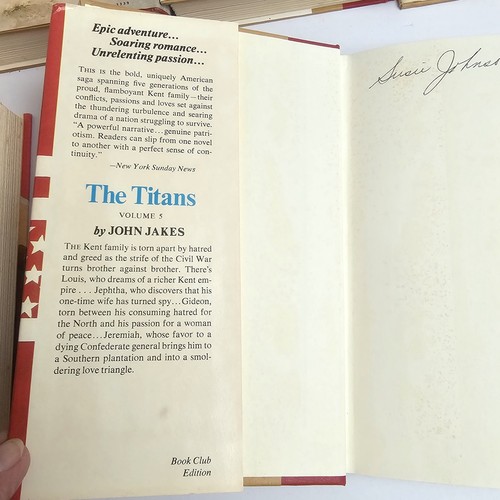 Epic adventure...
Soaring romance...
Unrelenting passion...
THIS is the bold, uniquely American
saga spanning five generations of the
proud, flamboyant Kent family—their
conflicts, passions and loves set against
the thundering turbulence and searing
drama of a nation struggling to survive.
"A powerful narrative...genuine patri-
otism. Readers can slip from one novel
to another with a perfect sense of con-
tinuity."
—New York Sunday News
The Titans
VOLUME 5
by JOHN JAKES
THE Kent family is torn apart by hatred
and greed as the strife of the Civil War
turns brother against brother. There's
Louis, who dreams of a richer Kent em-
pire . . . Jephtha, who discovers that his
one-time wife has turned spy...Gideon,
torn between his consuming hatred for
the North and his passion for a woman
of peace...Jeremiah, whose favor to a
dying Confederate general brings him to
a Southern plantation and into a smol-
dering love triangle.
Book Club
Edition
Susie Johns